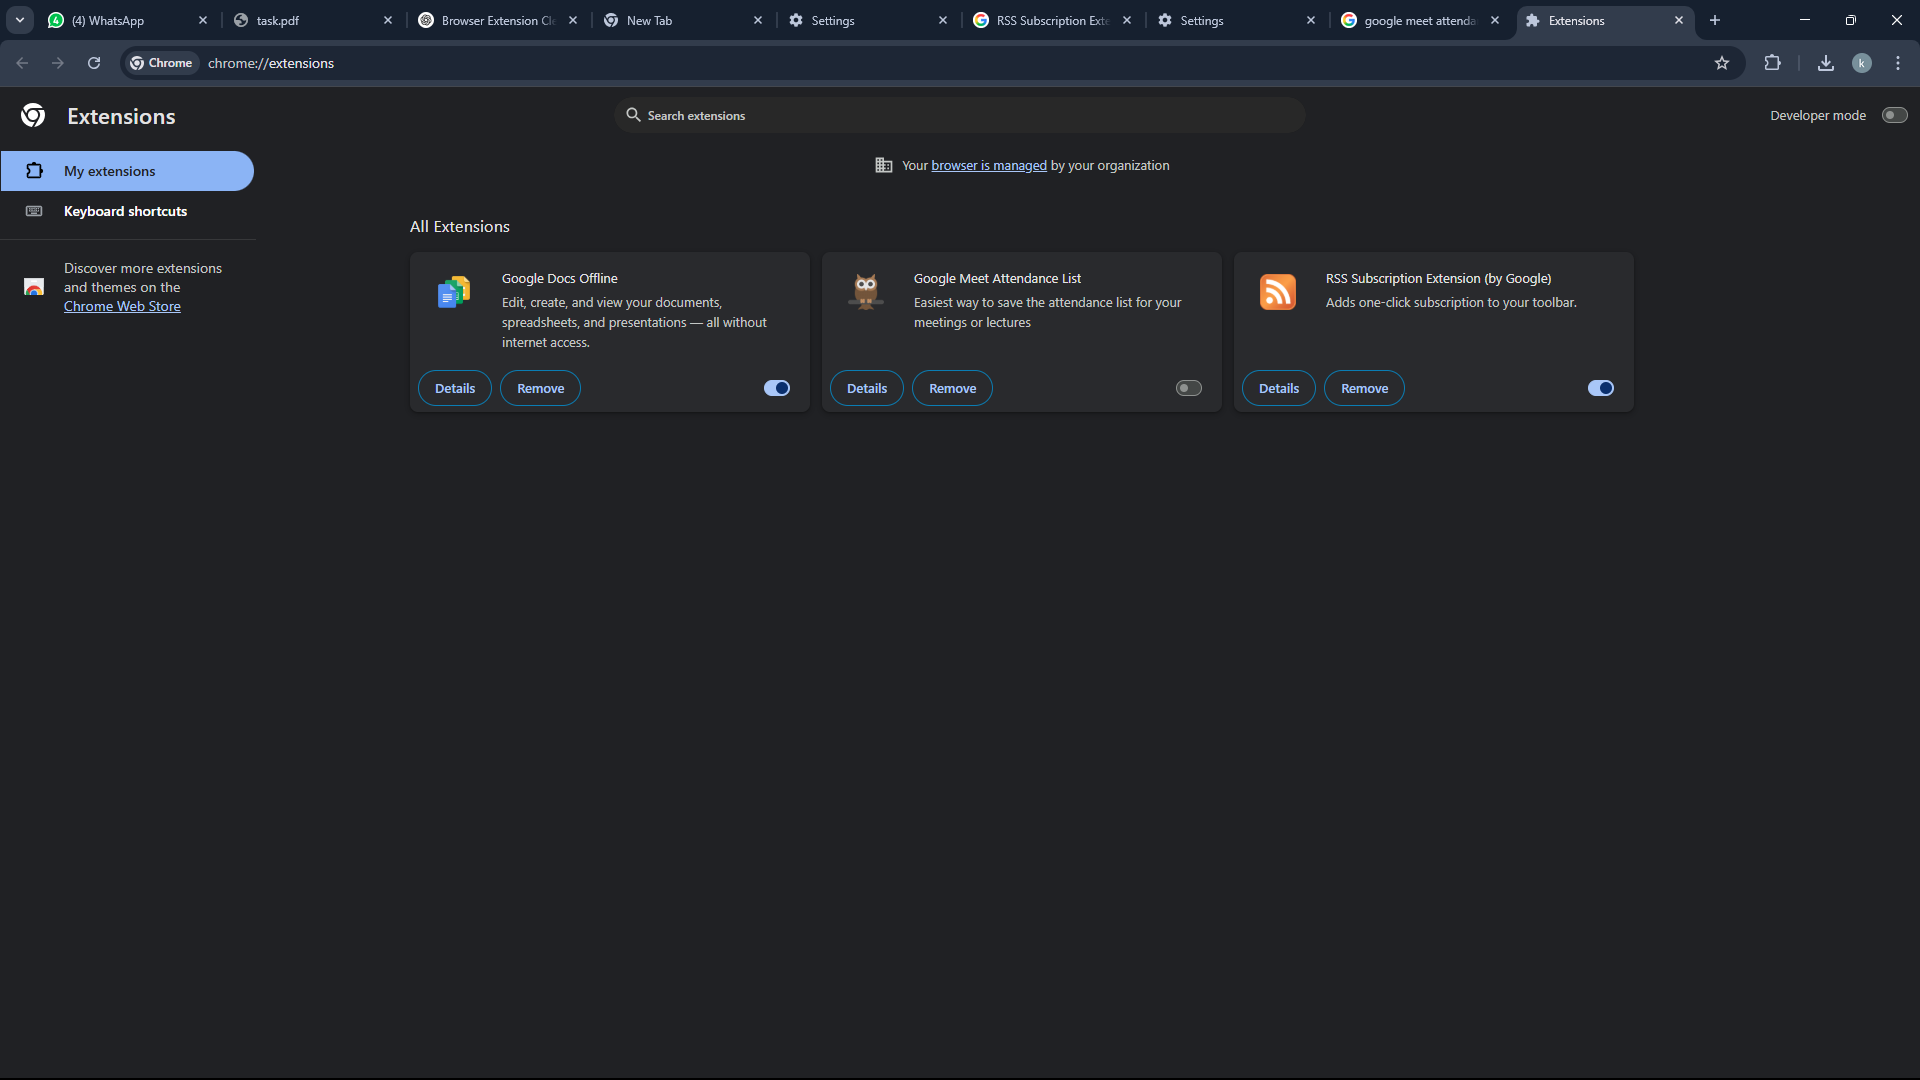 (4) WhatsApp
task.pdf
Browser Extension Cle
New Tab
Settings
RSS Subscription Exte
Settings
google meet attenda
Extensions
Chrome
chrome://extensions
k
Extensions
Search extensions
Developer mode
My extensions
Keyboard shortcuts
Discover more extensions
and themes on the
Chrome Web Store
Your browser is managed by your organization
All Extensions
Google Docs Offline
Edit, create, and view your documents,
spreadsheets, and presentations — all without
internet access.
Details
Remove
Google Meet Attendance List
Easiest way to save the attendance list for your
meetings or lectures
Details
Remove
RSS Subscription Extension (by Google)
Adds one-click subscription to your toolbar.
Details
Remove